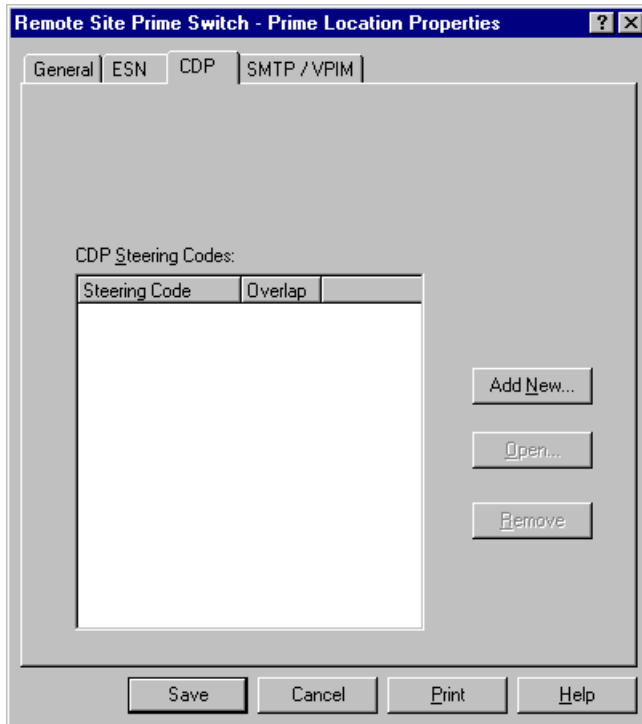 Remote Site Prime Switch - Prime Location Properties ? X
General ESN CDP SMTP / VPIM
CDP Steering Codes:
Steering Code Overlap
Add New...
Open...
Remove
Save Cancel Print Help